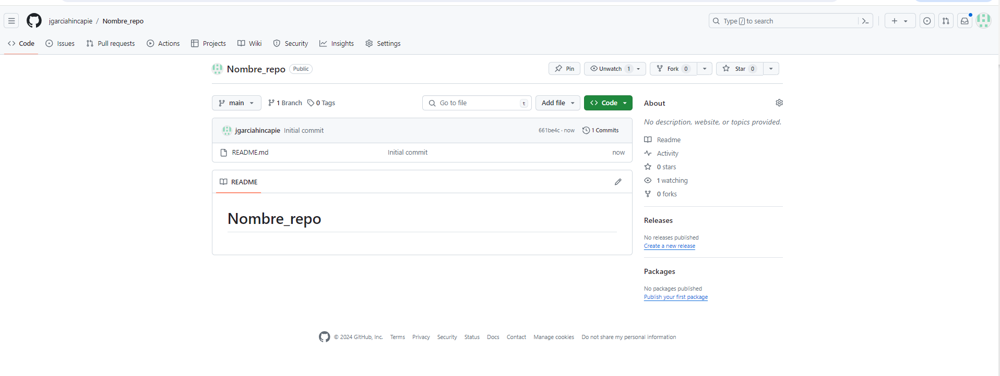 jgarciahincapie / Nombre_repo
Type / to search
Code Issues Pull requests Actions Projects Wiki Security Insights Settings
Nombre_repo Public
Pin Unwatch 1 Fork 0 Star 0
main 1 Branch 0 Tags
Go to file t Add file Code
jgarciahincapie Initial commit 661be4c · now 1 Commits
README.md Initial commit now
README
Nombre_repo
About
No description, website, or topics provided.
Readme
Activity
0 stars
1 watching
0 forks
Releases
No releases published
Create a new release
Packages
No packages published
Publish your first package
© 2024 GitHub, Inc. Terms Privacy Security Status Docs Contact Manage cookies Do not share my personal information